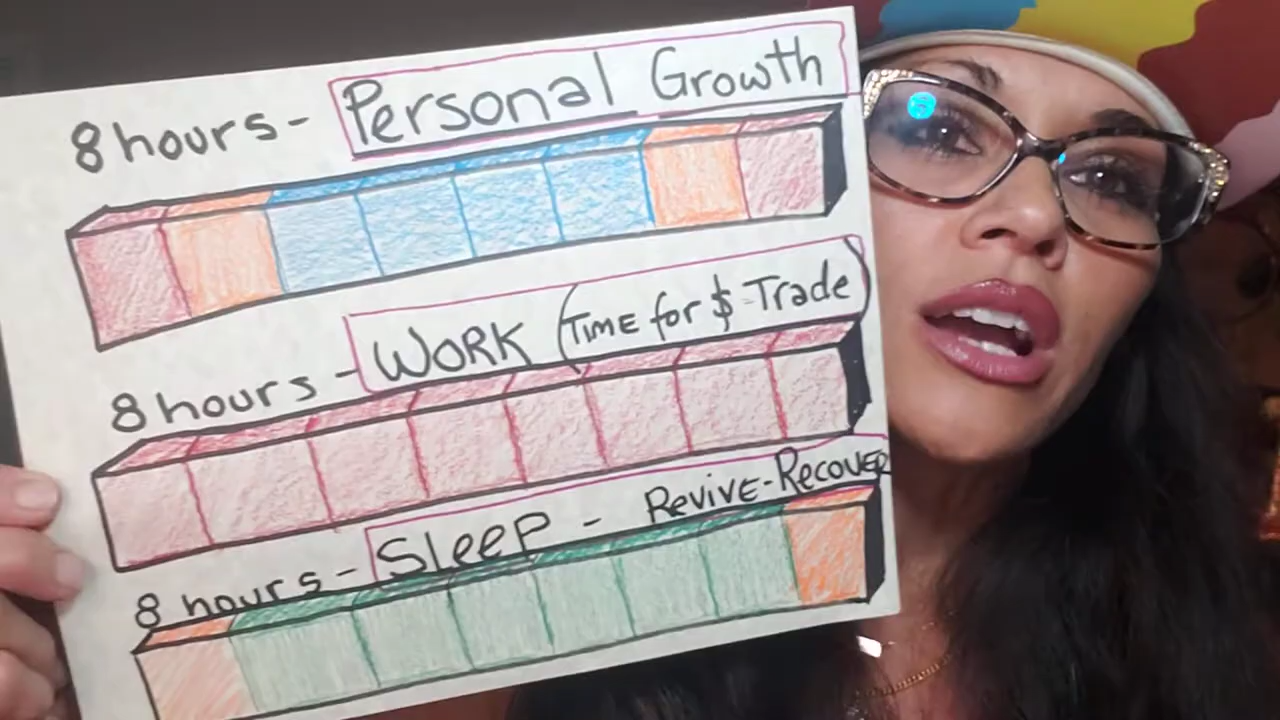 8 hours- Personal Growth
8 hours- WORK (TIME for $-Trade)
8 hours- Sleep - Revive-Recover